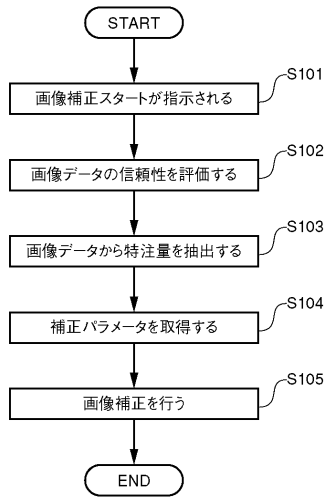 START
画像補正スタートが指示される
S101
画像データの信頼性を評価する
S102
画像データから特注量を抽出する
S103
補正パラメータを取得する
S104
画像補正を行う
S105
END